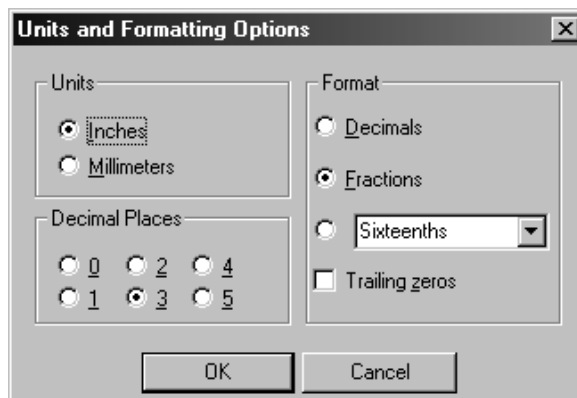 Units and Formatting Options
Units
Inches
Millimeters
Decimal Places
0 2 4
1 3 5
Format
Decimals
Fractions
Sixteenths
Trailing zeros
OK Cancel